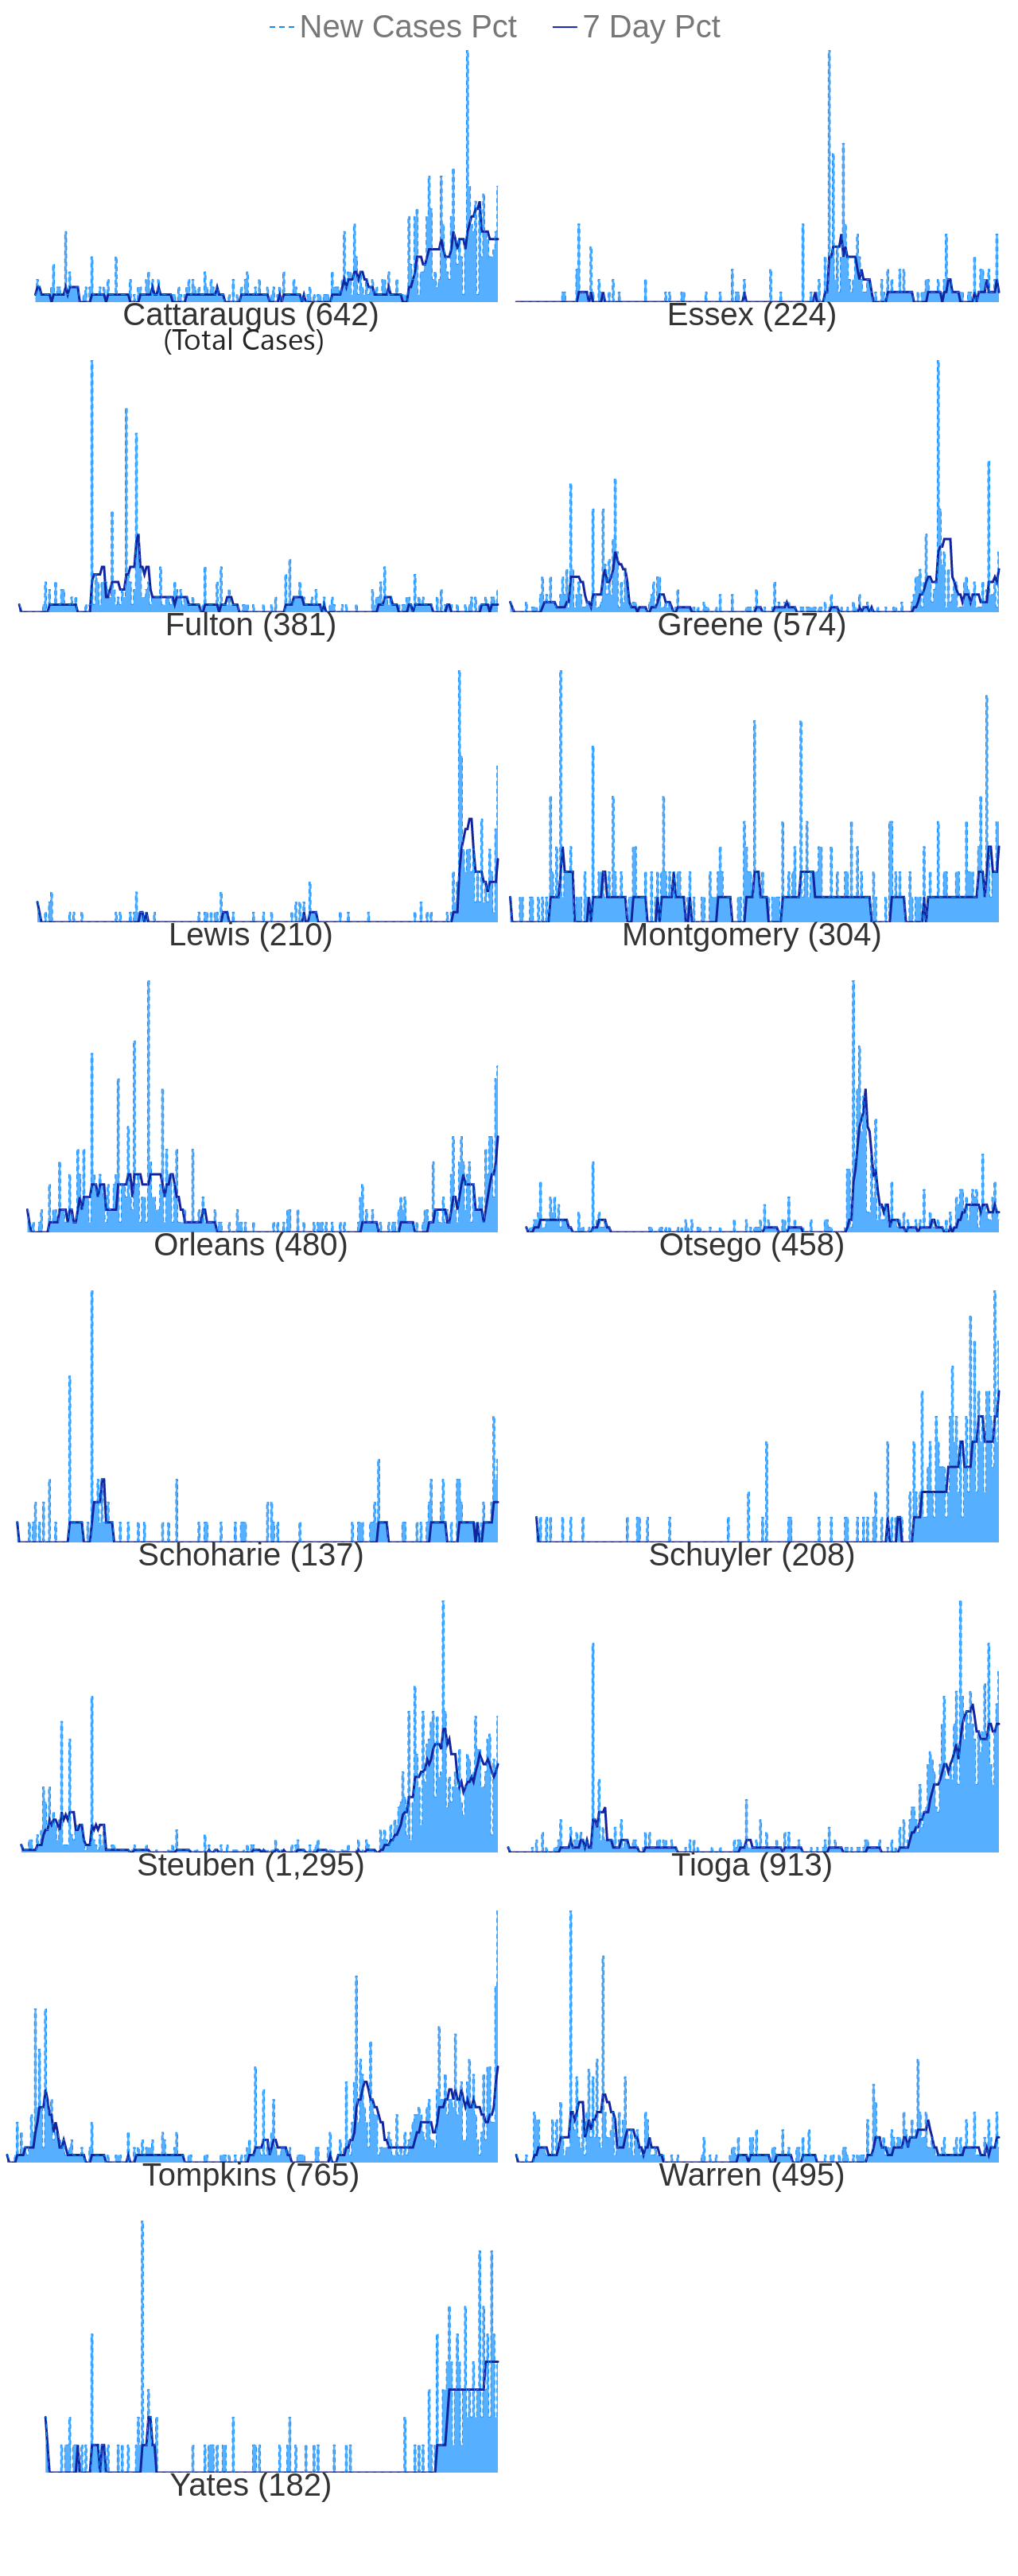 New Cases Pct 7 Day Pct
Cattaraugus (642) Essex (224)
(Total Cases)
Fulton (381) Greene (574)
Lewis (210) Montgomery (304)
Orleans (480) Otsego (458)
Schoharie (137) Schuyler (208)
Steuben (1,295) Tioga (913)
Tompkins (765) Warren (495)
Yates (182)